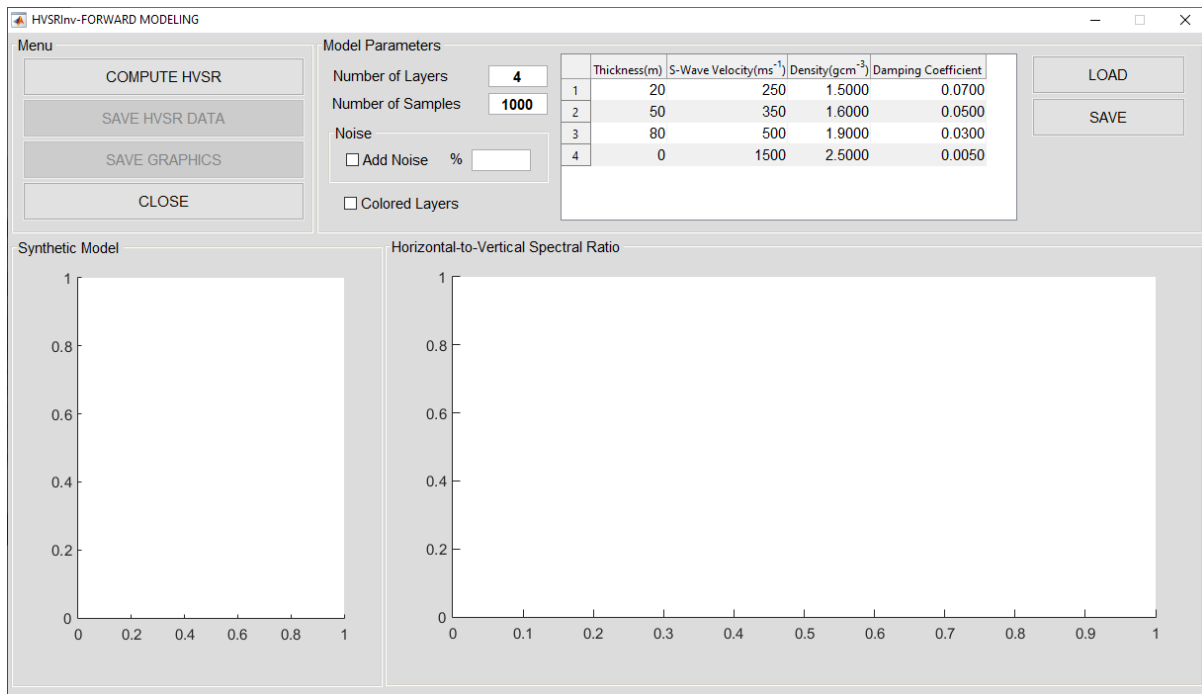 HVSRInv-FORWARD MODELING
Menu
COMPUTE HVSR
SAVE HVSR DATA
SAVE GRAPHICS
CLOSE
Model Parameters
Number of Layers 4
Number of Samples 1000
Noise
Add Noise %
Colored Layers
Thickness(m) S-Wave Velocity(ms⁻¹) Density(gcm⁻³) Damping Coefficient
1 20 250 1.5000 0.0700
2 50 350 1.6000 0.0500
3 80 500 1.9000 0.0300
4 0 1500 2.5000 0.0050
LOAD
SAVE
Synthetic Model
1
0.8
0.6
0.4
0.2
0
0 0.2 0.4 0.6 0.8 1
Horizontal-to-Vertical Spectral Ratio
1
0.8
0.6
0.4
0.2
0
0 0.1 0.2 0.3 0.4 0.5 0.6 0.7 0.8 0.9 1